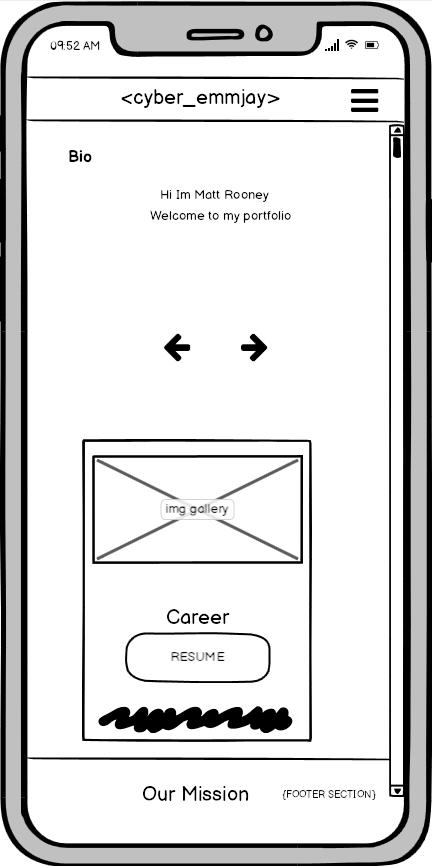 09:52 AM
<cyber_emmjay>
Bio
Hi Im Matt Rooney
Welcome to my portfolio
img gallery
Career
RESUME
Our Mission
{FOOTER SECTION}